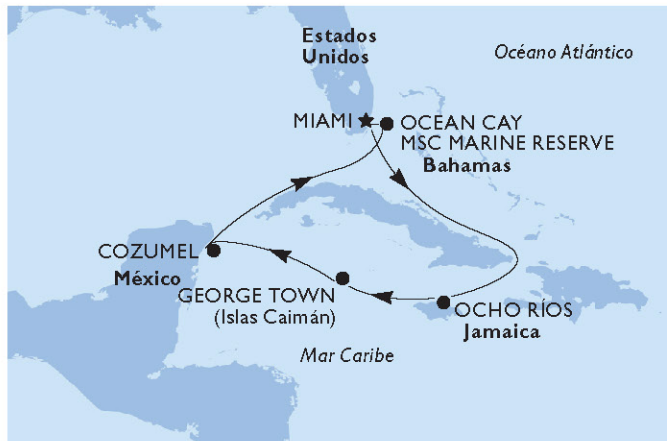 Estados
Unidos
Océano Atlántico
MIAMI
OCEAN CAY
MSC MARINE RESERVE
Bahamas
COZUMEL
México
GEORGE TOWN
(Islas Caimán)
OCHO RÍOS
Jamaica
Mar Caribe